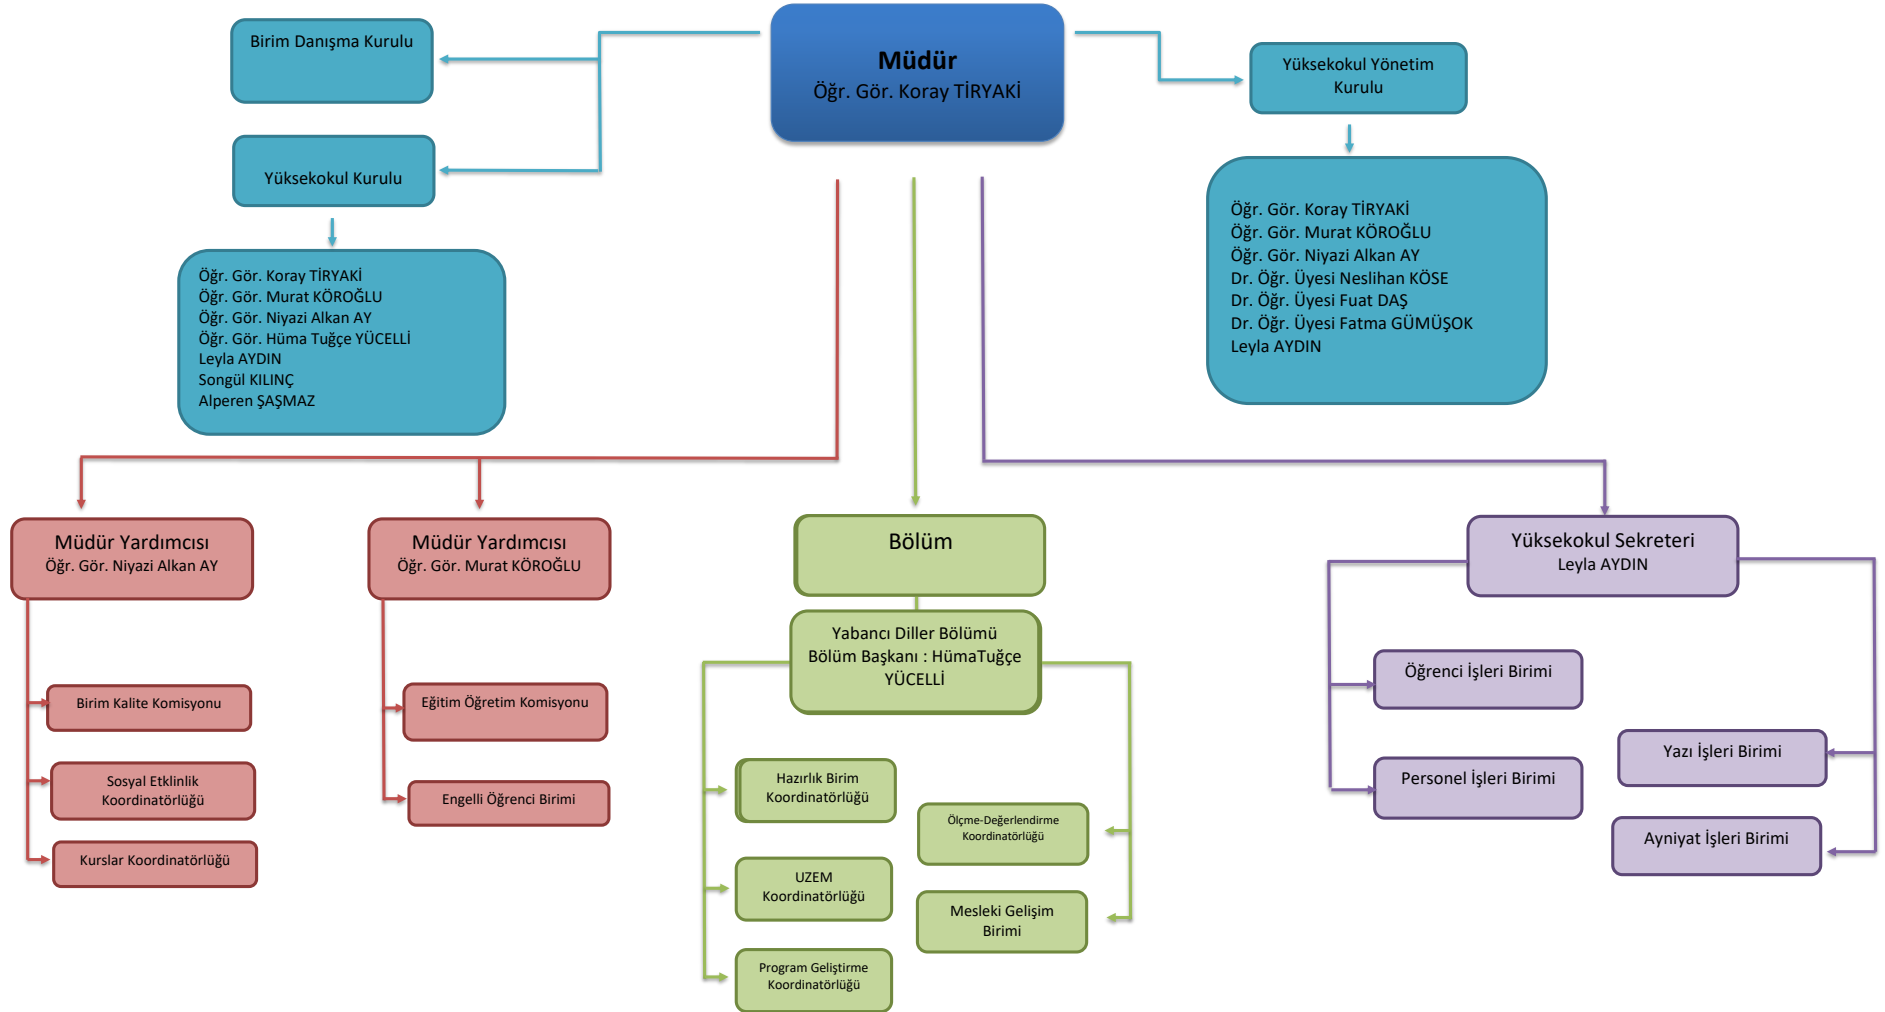 Müdür
Öğr. Gör. Koray TİRYAKİ
Birim Danışma Kurulu
Yüksekokul Kurulu
Öğr. Gör. Koray TİRYAKİ
Öğr. Gör. Murat KÖROĞLU
Öğr. Gör. Niyazi Alkan AY
Öğr. Gör. Hüma Tuğçe YÜCELLİ
Leyla AYDIN
Songül KILINÇ
Alperen ŞAŞMAZ
Yüksekokul Yönetim
Kurulu
Öğr. Gör. Koray TİRYAKİ
Öğr. Gör. Murat KÖROĞLU
Öğr. Gör. Niyazi Alkan AY
Dr. Öğr. Üyesi Neslihan KÖSE
Dr. Öğr. Üyesi Fuat DAŞ
Dr. Öğr. Üyesi Fatma GÜMÜŞOK
Leyla AYDIN
Müdür Yardımcısı
Öğr. Gör. Niyazi Alkan AY
Birim Kalite Komisyonu
Sosyal Etklinlik
Koordinatörlüğü
Kurslar Koordinatörlüğü
Müdür Yardımcısı
Öğr. Gör. Murat KÖROĞLU
Eğitim Öğretim Komisyonu
Engelli Öğrenci Birimi
Bölüm
Yabancı Diller Bölümü
Bölüm Başkanı : HümaTuğçe
YÜCELLİ
Hazırlık Birim
Koordinatörlüğü
UZEM
Koordinatörlüğü
Program Geliştirme
Koordinatörlüğü
Ölçme-Değerlendirme
Koordinatörlüğü
Mesleki Gelişim
Birimi
Yüksekokul Sekreteri
Leyla AYDIN
Öğrenci İşleri Birimi
Personel İşleri Birimi
Yazı İşleri Birimi
Ayniyat İşleri Birimi